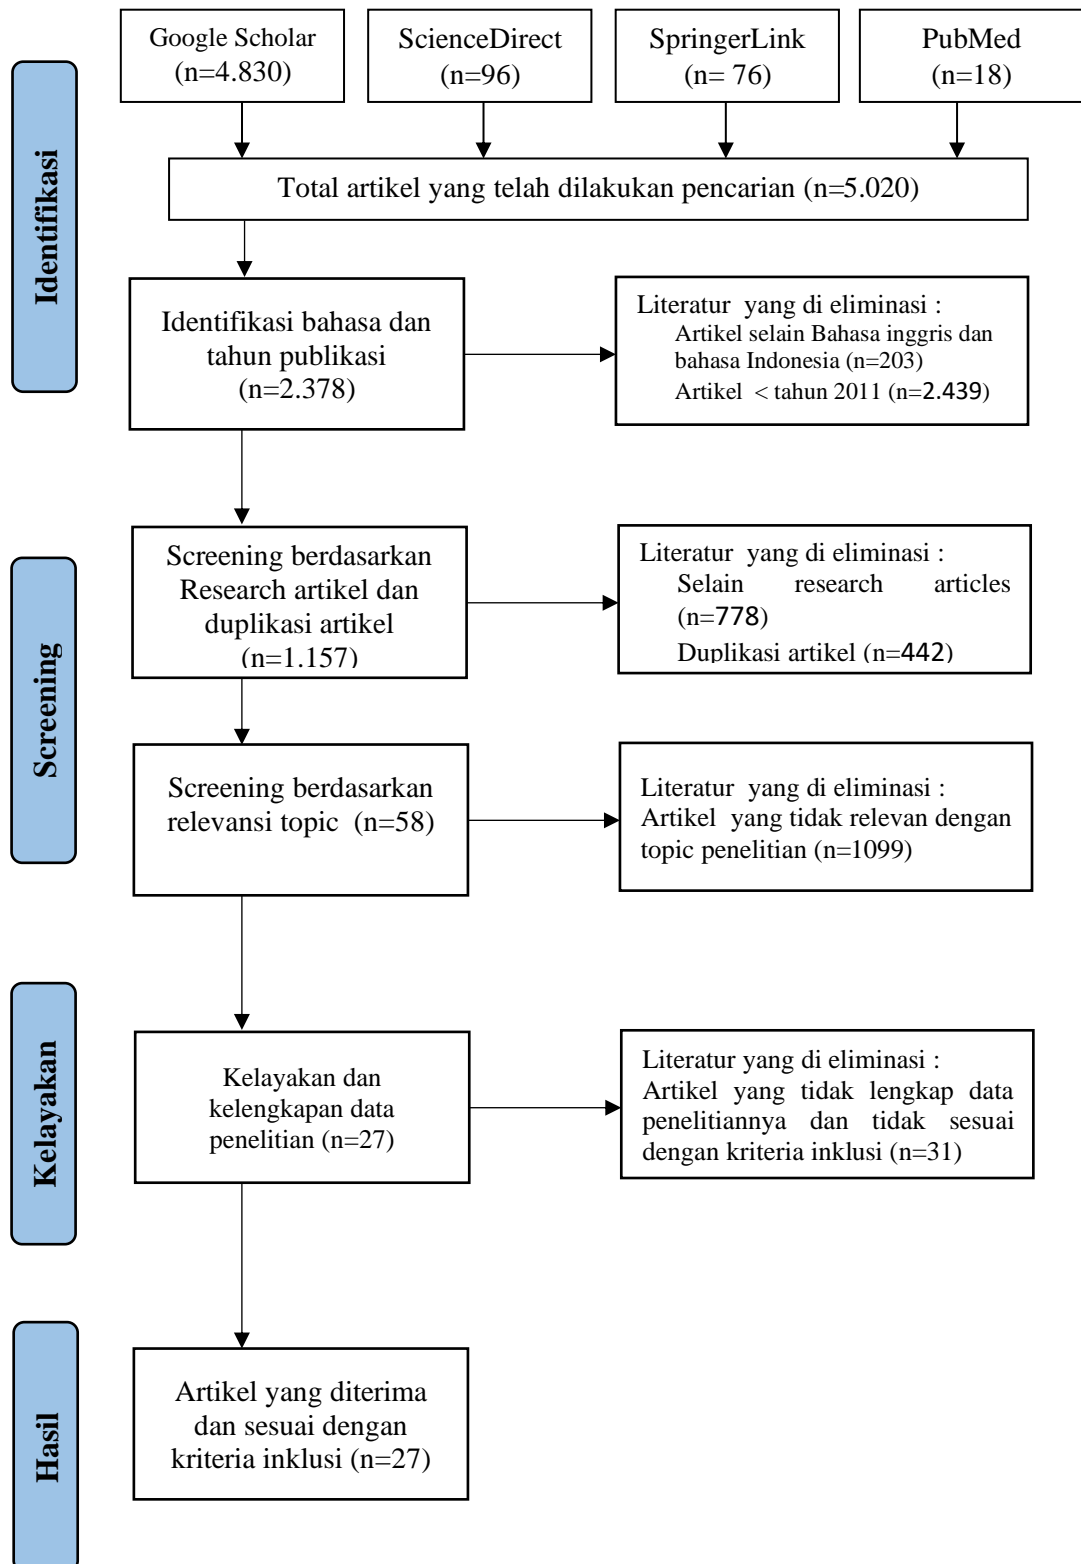 Google Scholar
(n=4.830)
ScienceDirect
(n=96)
SpringerLink
(n= 76)
PubMed
(n=18)
Identifikasi
Total artikel yang telah dilakukan pencarian (n=5.020)
Identifikasi bahasa dan
tahun publikasi
(n=2.378)
Literatur yang di eliminasi :
Artikel selain Bahasa inggris dan
bahasa Indonesia (n=203)
Artikel < tahun 2011 (n=2.439)
Screening
Screening berdasarkan
Research artikel dan
duplikasi artikel
(n=1.157)
Literatur yang di eliminasi :
Selain research articles
(n=778)
Duplikasi artikel (n=442)
Screening berdasarkan
relevansi topic (n=58)
Literatur yang di eliminasi :
Artikel yang tidak relevan dengan
topic penelitian (n=1099)
Kelayakan
Kelayakan dan
kelengkapan data
penelitian (n=27)
Literatur yang di eliminasi :
Artikel yang tidak lengkap data
penelitiannya dan tidak sesuai
dengan kriteria inklusi (n=31)
Hasil
Artikel yang diterima
dan sesuai dengan
kriteria inklusi (n=27)